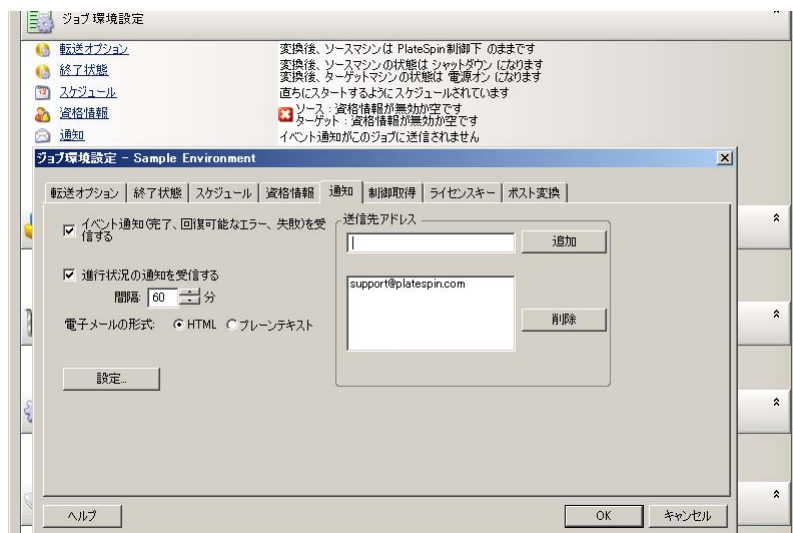 ジョブ環境設定
転送オプション 変換後、ソースマシンは PlateSpin制御下 のままです
終了状態 変換後、ソースマシンの状態は シャットダウン になります
変換後、ターゲットマシンの状態は 電源オン になります
スケジュール 直ちにスタートするようにスケジュールされています
資格情報 ソース : 資格情報が無効か空です
ターゲット : 資格情報が無効か空です
通知 イベント通知がこのジョブに送信されません
ジョブ環境設定 - Sample Environment
転送オプション 終了状態 スケジュール 資格情報 通知 制御取得 ライセンスキー ポスト変換
イベント通知(完了、回復可能なエラー、失敗)を受
信する
送信先アドレス
追加
進行状況の通知を受信する
support@platespin.com
間隔: 60 分
電子メールの形式: HTML プレーンテキスト
削除
設定...
ヘルプ OK キャンセル